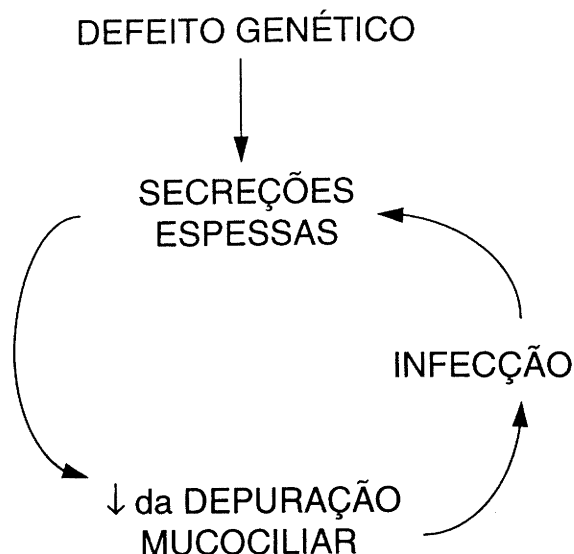 DEFEITO GENÉTICO
SECREÇÕES
ESPESSAS
INFECÇÃO
↓ da DEPURAÇÃO
MUCOCILIAR